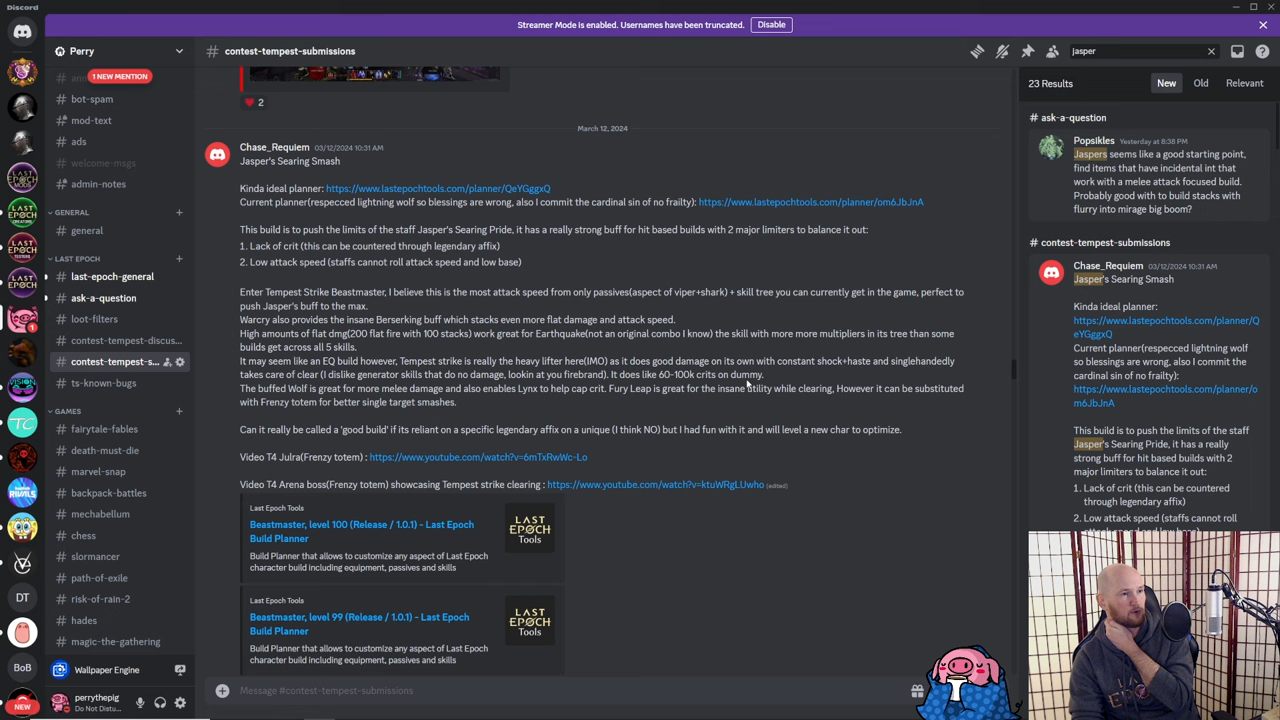 Discord
Streamer Mode is enabled. Usernames have been truncated.
Disable
Perry
1 NEW MENTION
bot-spam
mod-text
ads
welcome-msgs
admin-notes
GENERAL
general
LAST EPOCH
last-epoch-general
ask-a-question
loot-filters
contest-tempest-discus...
contest-tempest-s...
ts-known-bugs
GAMES
fairytale-fables
death-must-die
marvel-snap
backpack-battles
mechabellum
chess
slormancer
path-of-exile
risk-of-rain-2
hades
magic-the-gathering
Wallpaper Engine
perrythepig
Do Not Distu...
LAST EPOCH MODS
LAST EPOCH CREATORS
LAST EPOCH TESTERS
LAST EPOCH
1
VISION
TC
RIVALS
DT
BoB
NEW
contest-tempest-submissions
2
March 12, 2024
Chase_Requiem 03/12/2024 10:31 AM
Jasper's Searing Smash
Kinda ideal planner: https://www.lastepochtools.com/planner/QeYGggxQ
Current planner(respecced lightning wolf so blessings are wrong, also I commit the cardinal sin of no frailty): https://www.lastepochtools.com/planner/om6JbJnA
This build is to push the limits of the staff Jasper's Searing Pride, it has a really strong buff for hit based builds with 2 major limiters to balance it out:
1. Lack of crit (this can be countered through legendary affix)
2. Low attack speed (staffs cannot roll attack speed and low base)
Enter Tempest Strike Beastmaster, I believe this is the most attack speed from only passives(aspect of viper+shark) + skill tree you can currently get in the game, perfect to
push Jasper's buff to the max.
Warcry also provides the insane Berserking buff which stacks even more flat damage and attack speed.
High amounts of flat dmg(200 flat fire with 100 stacks) work great for Earthquake(not an original combo I know) the skill with more more multipliers in its tree than some
builds get across all 5 skills.
It may seem like an EQ build however, Tempest strike is really the heavy lifter here(IMO) as it does good damage on its own with constant shock+haste and singlehandedly
takes care of clear (I dislike generator skills that do no damage, lookin at you firebrand). It does like 60-100k crits on dummy.
The buffed Wolf is great for more melee damage and also enables Lynx to help cap crit. Fury Leap is great for the insane utility while clearing, However it can be substituted
with Frenzy totem for better single target smashes.
Can it really be called a 'good build' if its reliant on a specific legendary affix on a unique (I think NO) but I had fun with it and will level a new char to optimize.
Video T4 Julra(Frenzy totem) : https://www.youtube.com/watch?v=6mTxRwWc-Lo
Video T4 Arena boss(Frenzy totem) showcasing Tempest strike clearing : https://www.youtube.com/watch?v=ktuWRgLUwho (edited)
Last Epoch Tools
Beastmaster, level 100 (Release / 1.0.1) - Last Epoch
Build Planner
Build Planner that allows to customize any aspect of Last Epoch
character build including equipment, passives and skills
LAST EPOCH Tools
Last Epoch Tools
Beastmaster, level 99 (Release / 1.0.1) - Last Epoch
Build Planner
Build Planner that allows to customize any aspect of Last Epoch
character build including equipment, passives and skills
LAST EPOCH Tools
Message #contest-tempest-submissions
jasper
23 Results
New
Old
Relevant
ask-a-question
Popsikles Yesterday at 8:38 PM
Jaspers seems like a good starting point,
find items that have incidental int that
work with a melee attack focused build.
Probably good with to build stacks with
flurry into mirage big boom?
contest-tempest-submissions
Chase_Requiem 03/12/2024 10:31 AM
Jasper's Searing Smash
Kinda ideal planner:
https://www.lastepochtools.com/planner/Q
eYGggxQ
Current planner(respecced lightning wolf
so blessings are wrong, also I commit the
cardinal sin of no frailty):
https://www.lastepochtools.com/planner/o
m6JbJnA
This build is to push the limits of the staff
Jasper's Searing Pride, it has a really
strong buff for hit based builds with 2
major limiters to balance it out:
1. Lack of crit (this can be countered
through legendary affix)
2. Low attack speed (staffs cannot roll